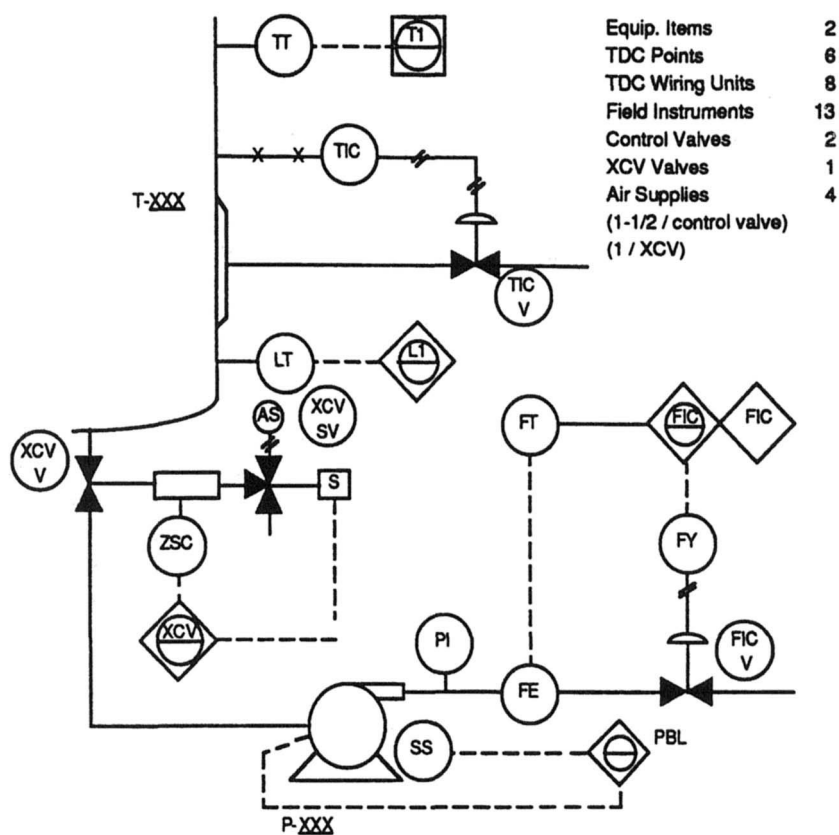 TT
T1
Equip. Items 2
TDC Points 6
TDC Wiring Units 8
Field Instruments 13
Control Valves 2
XCV Valves 1
Air Supplies 4
(1-1/2 / control valve)
(1 / XCV)
X X
TIC
T-XXX
TIC
V
LT
L1
AS
XCV
SV
FT
FIC
FIC
XCV
V
S
ZSC
FY
XCV
PI
FE
FIC
V
SS
PBL
P-XXX